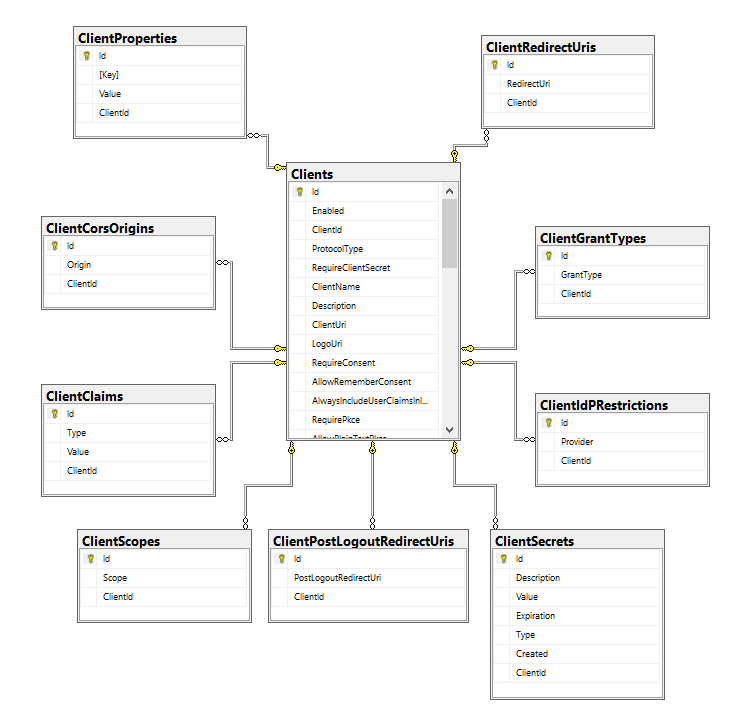 ClientProperties
Id
[Key]
Value
ClientId
ClientRedirectUris
Id
RedirectUri
ClientId
Clients
Id
Enabled
ClientId
ProtocolType
RequireClientSecret
ClientName
Description
ClientUri
LogoUri
RequireConsent
AllowRememberConsent
AlwaysIncludeUserClaimsInI...
RequirePkce
AllowPlainTextPkce
ClientCorsOrigins
Id
Origin
ClientId
ClientGrantTypes
Id
GrantType
ClientId
ClientClaims
Id
Type
Value
ClientId
ClientIdPRestrictions
Id
Provider
ClientId
ClientScopes
Id
Scope
ClientId
ClientPostLogoutRedirectUris
Id
PostLogoutRedirectUri
ClientId
ClientSecrets
Id
Description
Value
Expiration
Type
Created
ClientId